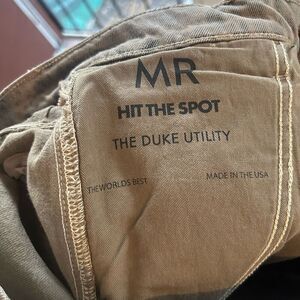 MR
HIT THE SPOT
THE DUKE UTILITY
THEWORLDS BEST MADE IN THE USA